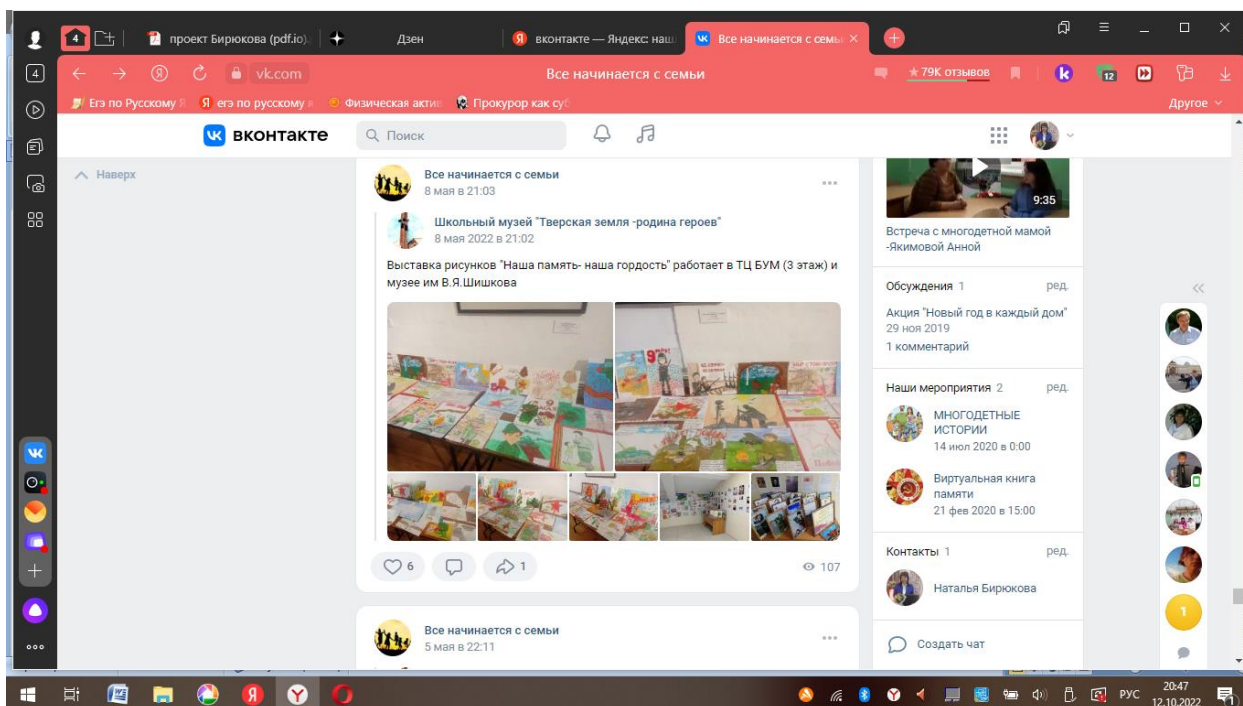 4
проект Бирюкова (pdf.io).
Дзен
Я
вконтакте — Яндекс: наш
Все начинается с семьи
4
Я
vk.com
Все начинается с семьи
★79K отзывов
k
12
Егэ по Русскому Я
Я егэ по русскому я
Физическая актив
Прокурор как суб
Другое
вконтакте
Поиск
Наверх
Все начинается с семьи
8 мая в 21:03
Школьный музей "Тверская земля -родина героев"
8 мая 2022 в 21:02
Выставка рисунков "Наша память- наша гордость" работает в ТЦ БУМ (3 этаж) и
музее им В.Я.Шишкова
6
1
107
Все начинается с семьи
5 мая в 22:11
9:35
Встреча с многодетной мамой
-Якимовой Анной
Обсуждения 1
ред.
Акция "Новый год в каждый дом"
29 ноя 2019
1 комментарий
Наши мероприятия 2
ред.
МНОГОДЕТНЫЕ
ИСТОРИИ
14 июл 2020 в 0:00
Виртуальная книга
памяти
21 фев 2020 в 15:00
Контакты 1
ред.
Наталья Бирюкова
Создать чат
1
РУС
20:47
12.10.2022
1